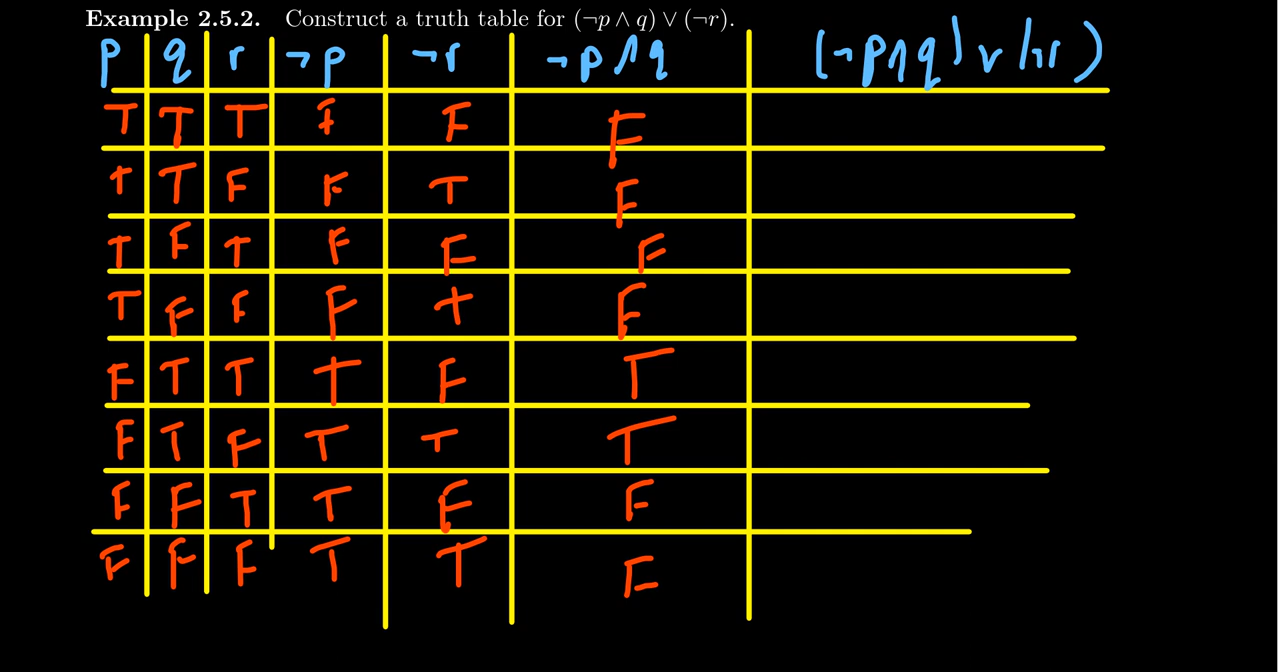 Example 2.5.2. Construct a truth table for (¬p ∧ q) ∨ (¬r).
p q r ¬p ¬r ¬p∧q (¬p∧q) ∨ (¬r)
T T T F F F
T T F F T F
T F T F F F
T F F F T F
F T T T F T
F T F T T T
F F T T F F
F F F T T F